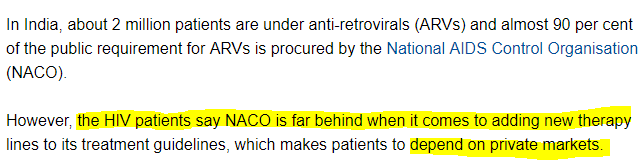 In India, about 2 million patients are under anti-retrovirals (ARVs) and almost 90 per cent
of the public requirement for ARVs is procured by the National AIDS Control Organisation
(NACO).
However, the HIV patients say NACO is far behind when it comes to adding new therapy
lines to its treatment guidelines, which makes patients to depend on private markets.